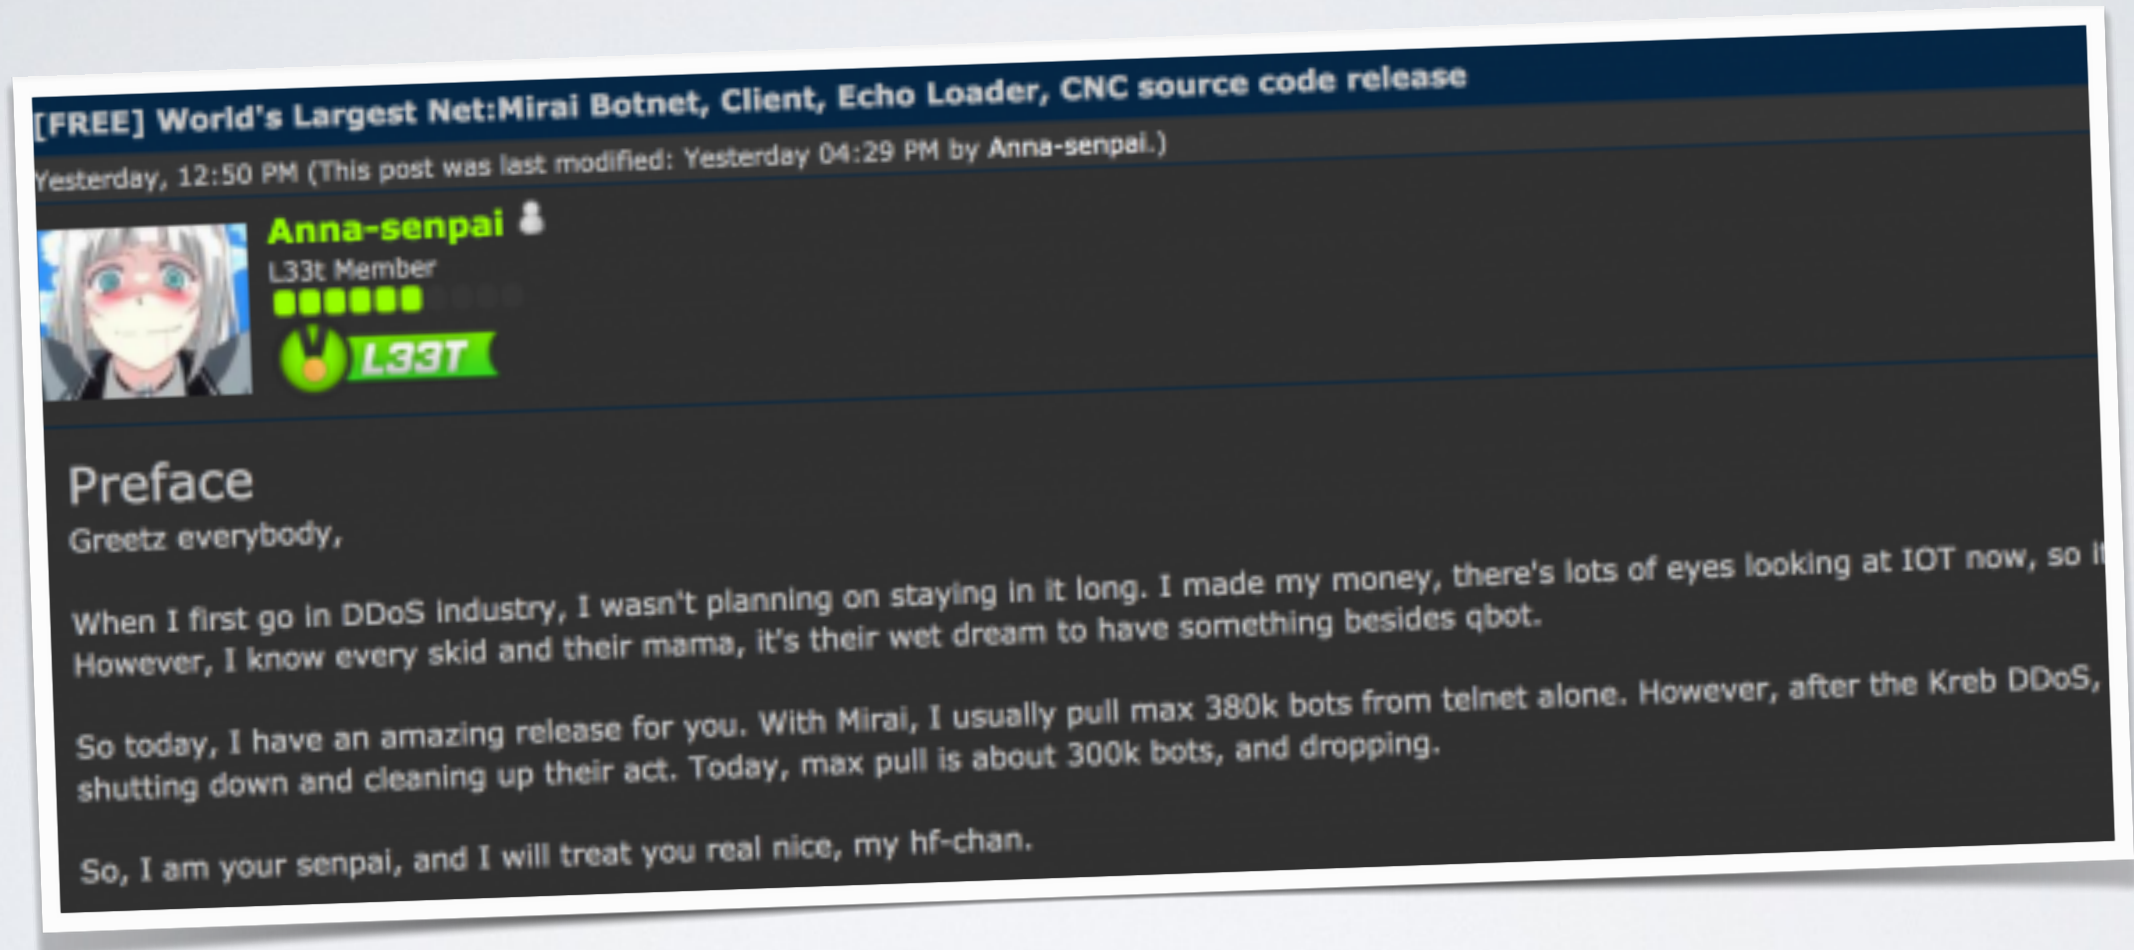 [FREE] World's Largest Net:Mirai Botnet, Client, Echo Loader, CNC source code release
Yesterday, 12:50 PM (This post was last modified: Yesterday 04:29 PM by Anna-senpai.)
Anna-senpai
L33t Member
L33T
Preface
Greetz everybody,
When I first go in DDoS industry, I wasn't planning on staying in it long. I made my money, there's lots of eyes looking at IOT now, so
However, I know every skid and their mama, it's their wet dream to have something besides qbot.
So today, I have an amazing release for you. With Mirai, I usually pull max 380k bots from telnet alone. However, after the Kreb DDoS,
shutting down and cleaning up their act. Today, max pull is about 300k bots, and dropping.
So, I am your senpai, and I will treat you real nice, my hf-chan.